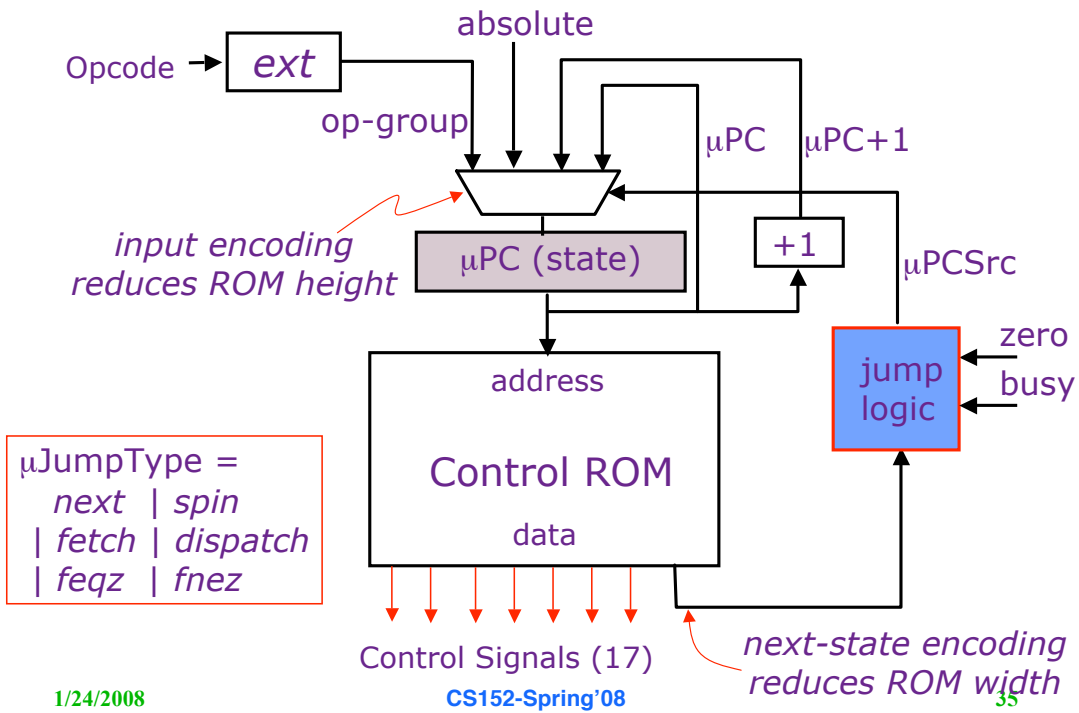 absolute
Opcode
ext
op-group
μPC
μPC+1
input encoding
reduces ROM height
μPC (state)
+1
μPCSrc
zero
busy
jump
logic
address
Control ROM
data
μJumpType =
next | spin
| fetch | dispatch
| feqz | fnez
Control Signals (17)
next-state encoding
reduces ROM width
1/24/2008
CS152-Spring'08
35